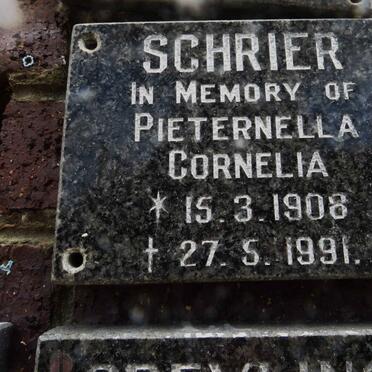 SCHRIER
IN MEMORY OF
PIETERNELLA
CORNELIA
* 15. 3. 1908
† 27. 5. 1991.